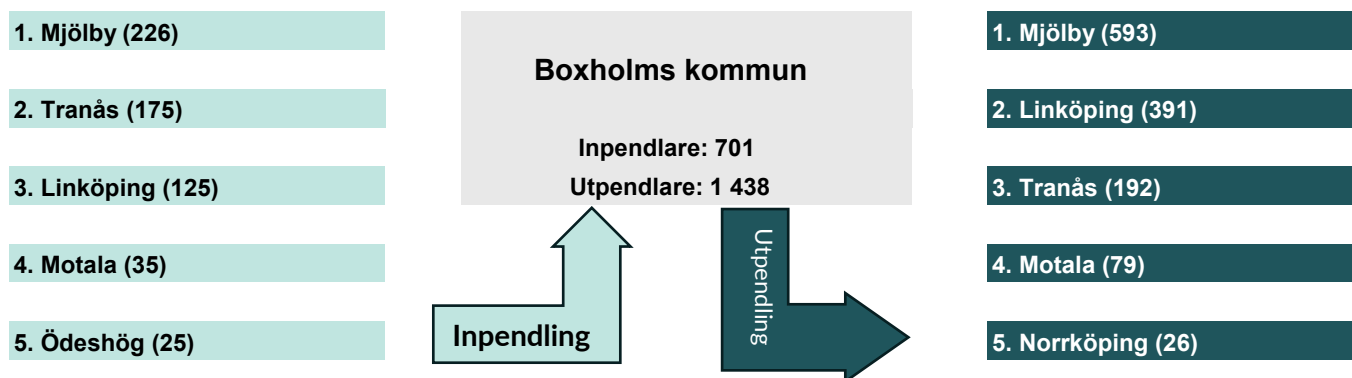 1. Mjölby (226)
2. Tranås (175)
3. Linköping (125)
4. Motala (35)
5. Ödeshög (25)
Boxholms kommun
Inpendlare: 701
Utpendlare: 1 438
Inpendling
Utpendling
1. Mjölby (593)
2. Linköping (391)
3. Tranås (192)
4. Motala (79)
5. Norrköping (26)